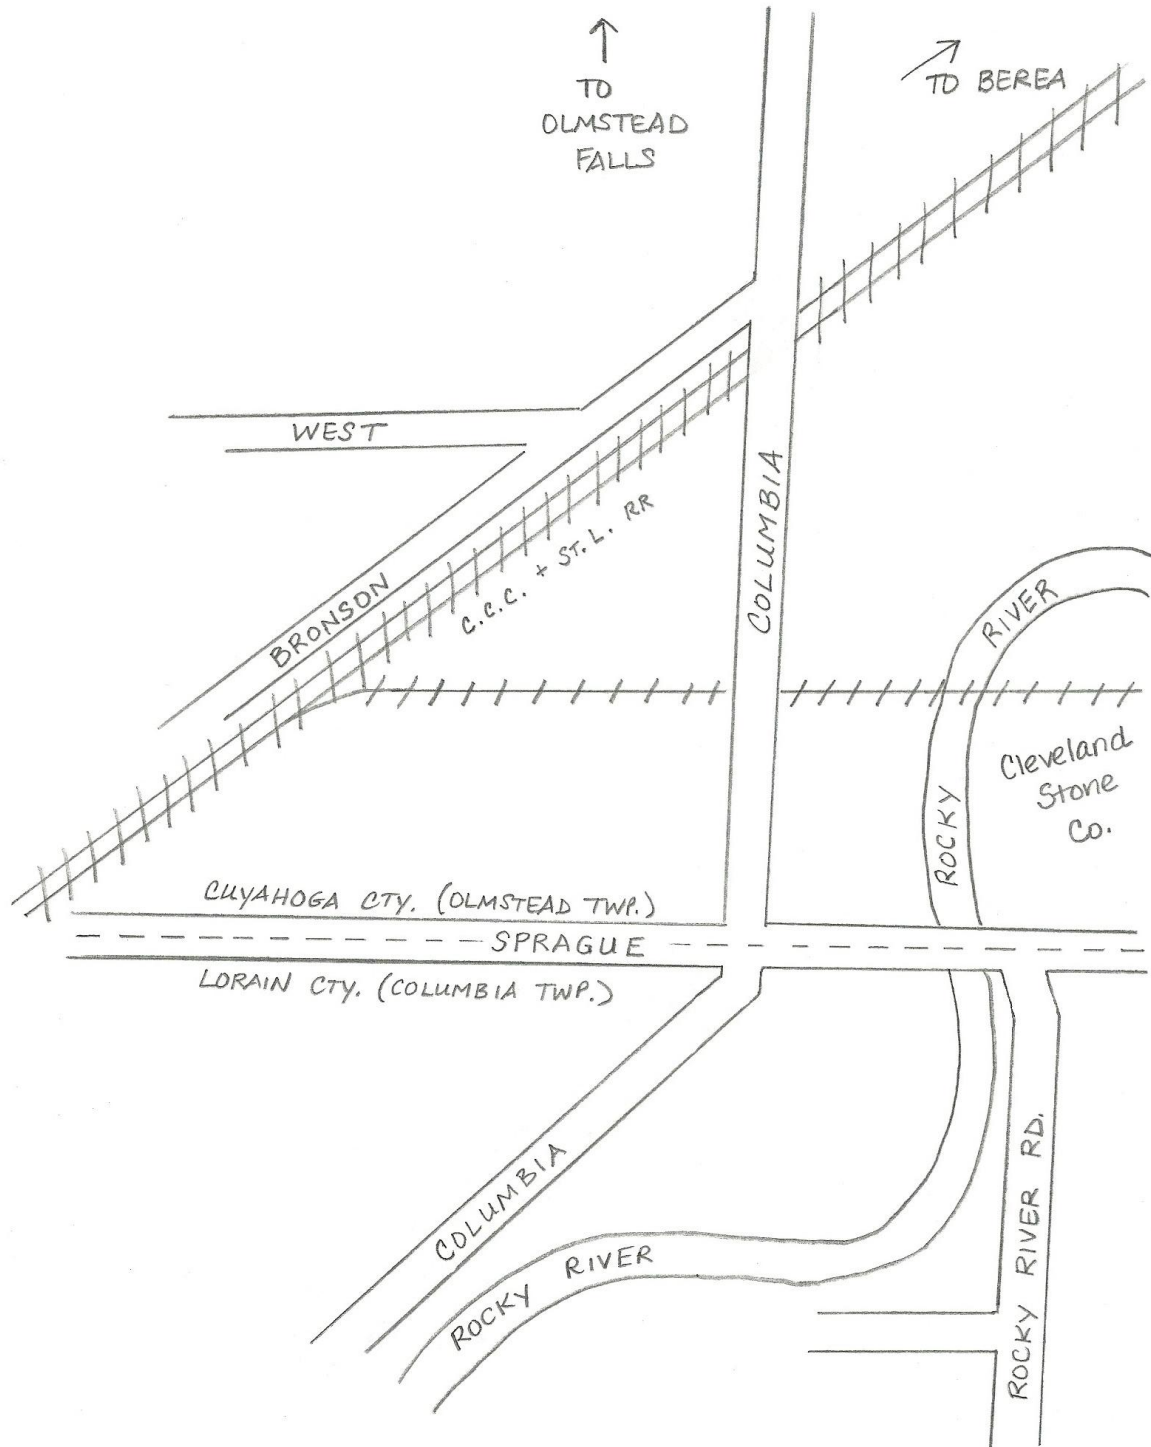 TO
OLMSTEAD
FALLS
TO BEREA
WEST
BRONSON
C.C.C. + ST. L. RR
COLUMBIA
RIVER
ROCKY
Cleveland
Stone
Co.
CUYAHOGA CTY. (OLMSTEAD TWP.)
SPRAGUE
LORAIN CTY. (COLUMBIA TWP.)
COLUMBIA
ROCKY RIVER
ROCKY RIVER RD.